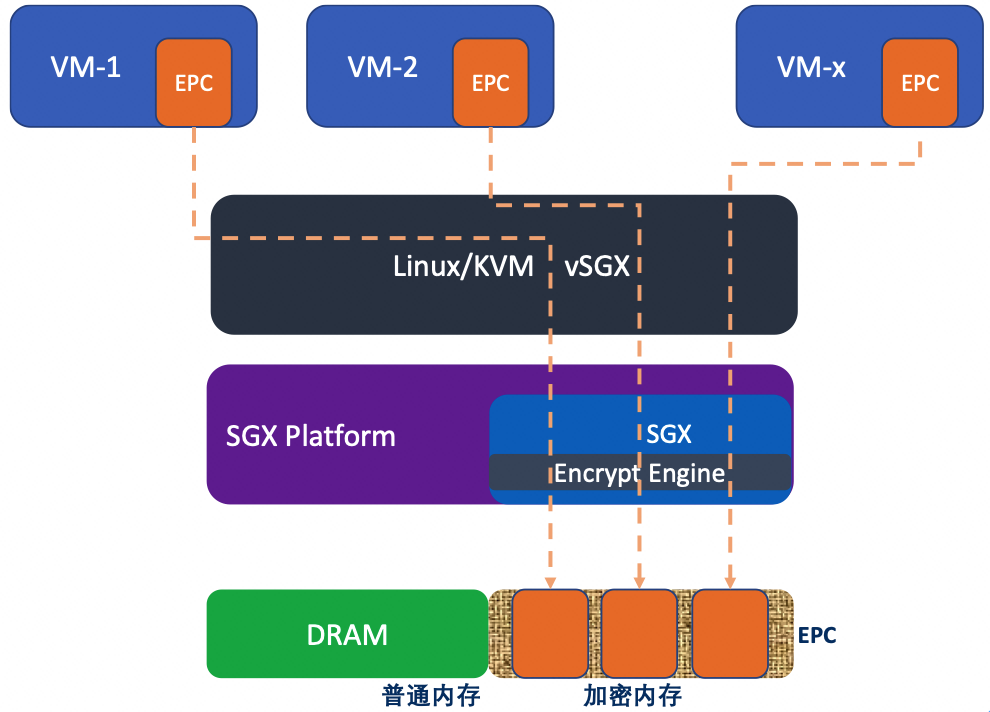 VM-1
EPC
VM-2
EPC
VM-x
EPC
Linux/KVM vSGX
SGX Platform
SGX
Encrypt Engine
DRAM
EPC
普通内存
加密内存